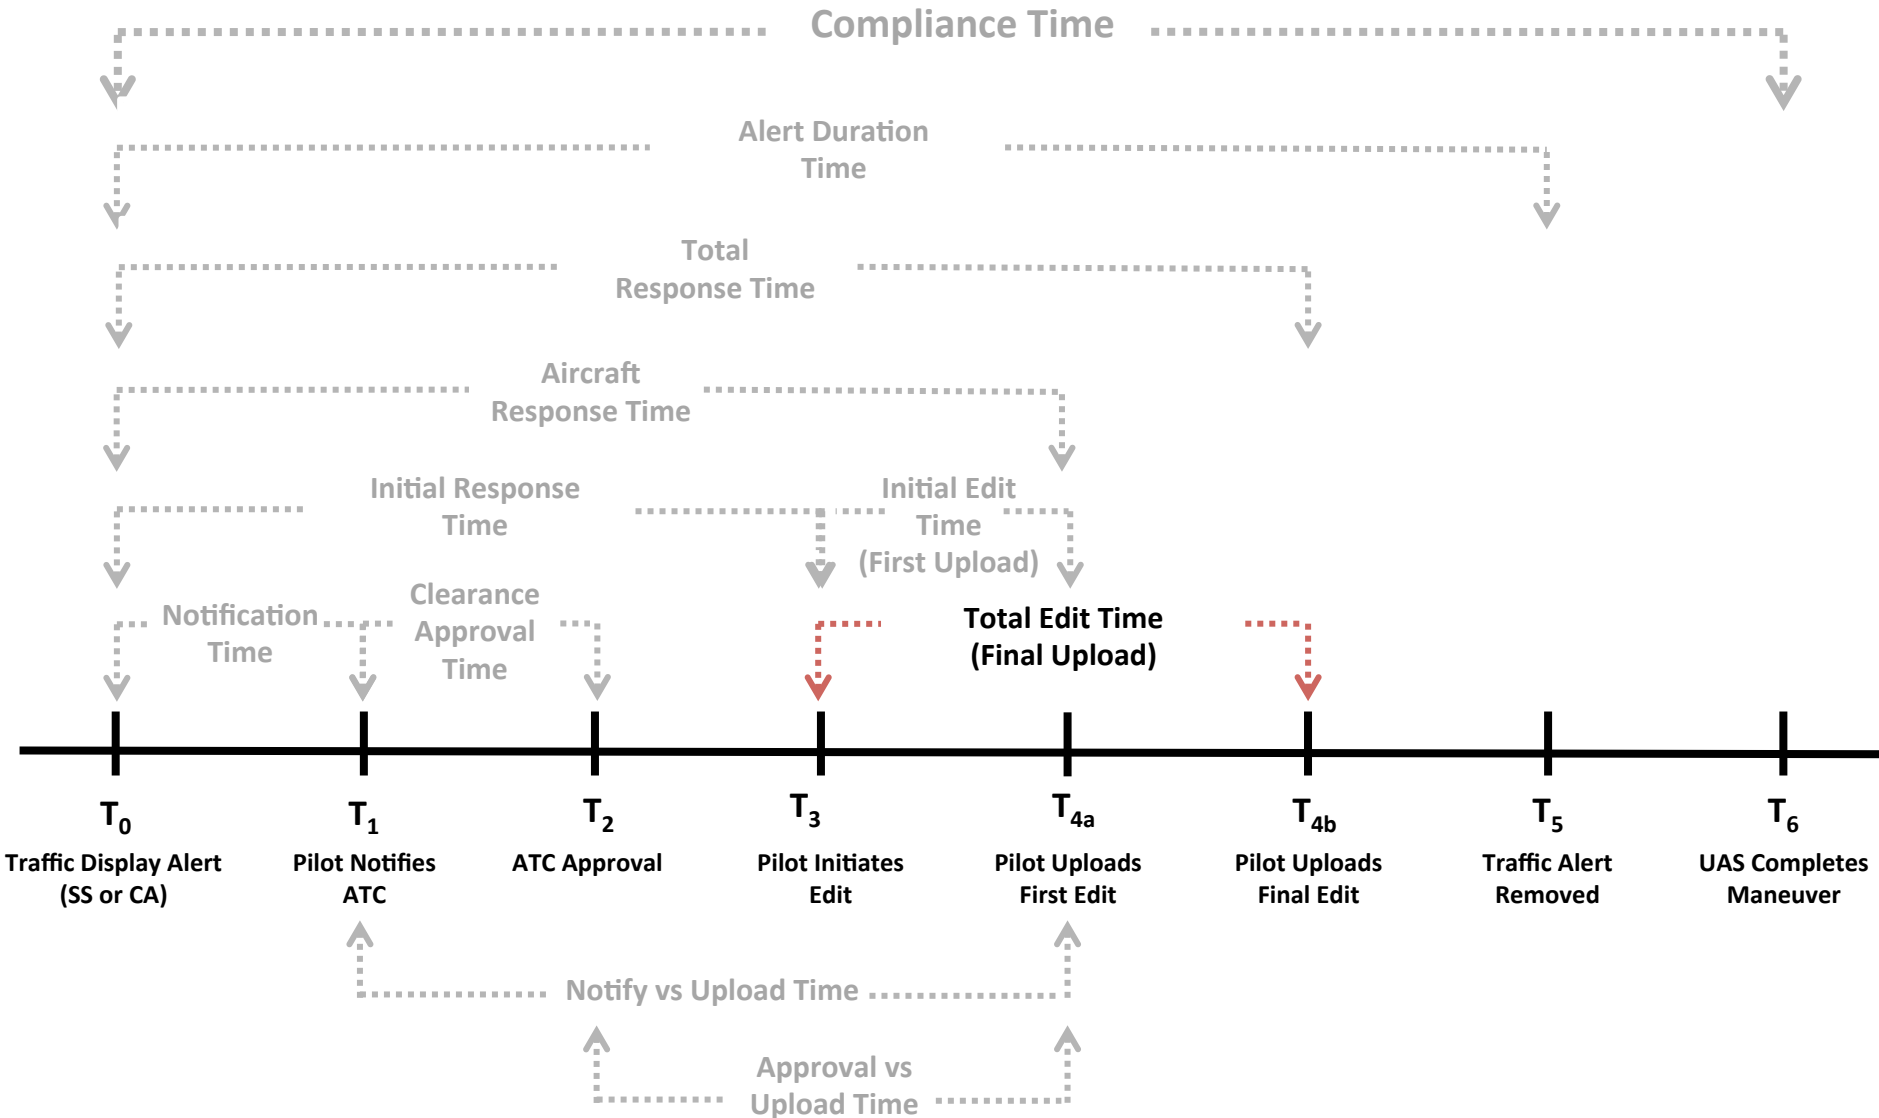 Compliance Time
Alert Duration
Time
Total
Response Time
Aircraft
Response Time
Initial Response
Time
Initial Edit
Time
(First Upload)
Notification
Time
Clearance
Approval
Time
Total Edit Time
(Final Upload)
T0
T1
T2
T3
T4a
T4b
T5
T6
Traffic Display Alert
(SS or CA)
Pilot Notifies
ATC
ATC Approval
Pilot Initiates
Edit
Pilot Uploads
First Edit
Pilot Uploads
Final Edit
Traffic Alert
Removed
UAS Completes
Maneuver
Notify vs Upload Time
Approval vs
Upload Time